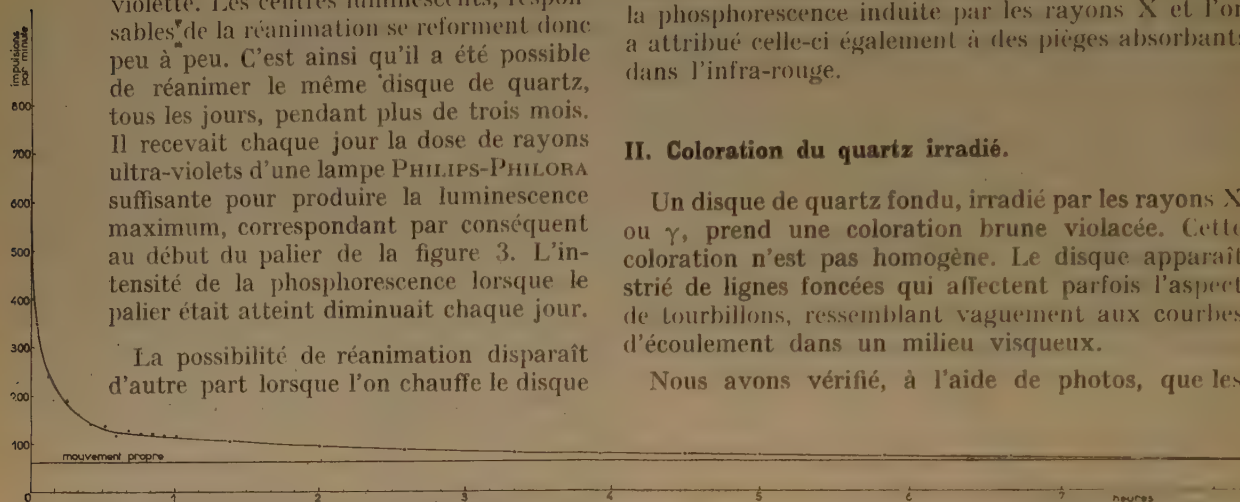 violette. Les centres luminescents, respon-
sables de la réanimation se reforment donc
peu à peu. C'est ainsi qu'il a été possible
de réanimer le même disque de quartz,
tous les jours, pendant plus de trois mois.
Il recevait chaque jour la dose de rayons
ultra-violets d'une lampe PHILIPS-PHILORA
suffisante pour produire la luminescence
maximum, correspondant par conséquent
au début du palier de la figure 3. L'in-
tensité de la phosphorescence lorsque le
palier était atteint diminuait chaque jour.
La possibilité de réanimation disparaît
d'autre part lorsque l'on chauffe le disque
la phosphorescence induite par les rayons X et l'on
a attribué celle-ci également à des pièges absorbants
dans l'infra-rouge.
II. Coloration du quartz irradié.
Un disque de quartz fondu, irradié par les rayons X
ou γ, prend une coloration brune violacée. Cette
coloration n'est pas homogène. Le disque apparaît
strié de lignes foncées qui affectent parfois l'aspect
de tourbillons, ressemblant vaguement aux courbes
d'écoulement dans un milieu visqueux.
Nous avons vérifié, à l'aide de photos, que les
impulsions
par minute
800
700
600
500
400
300
200
100
mouvement propre
0 1 2 3 4 5 6 7 heures